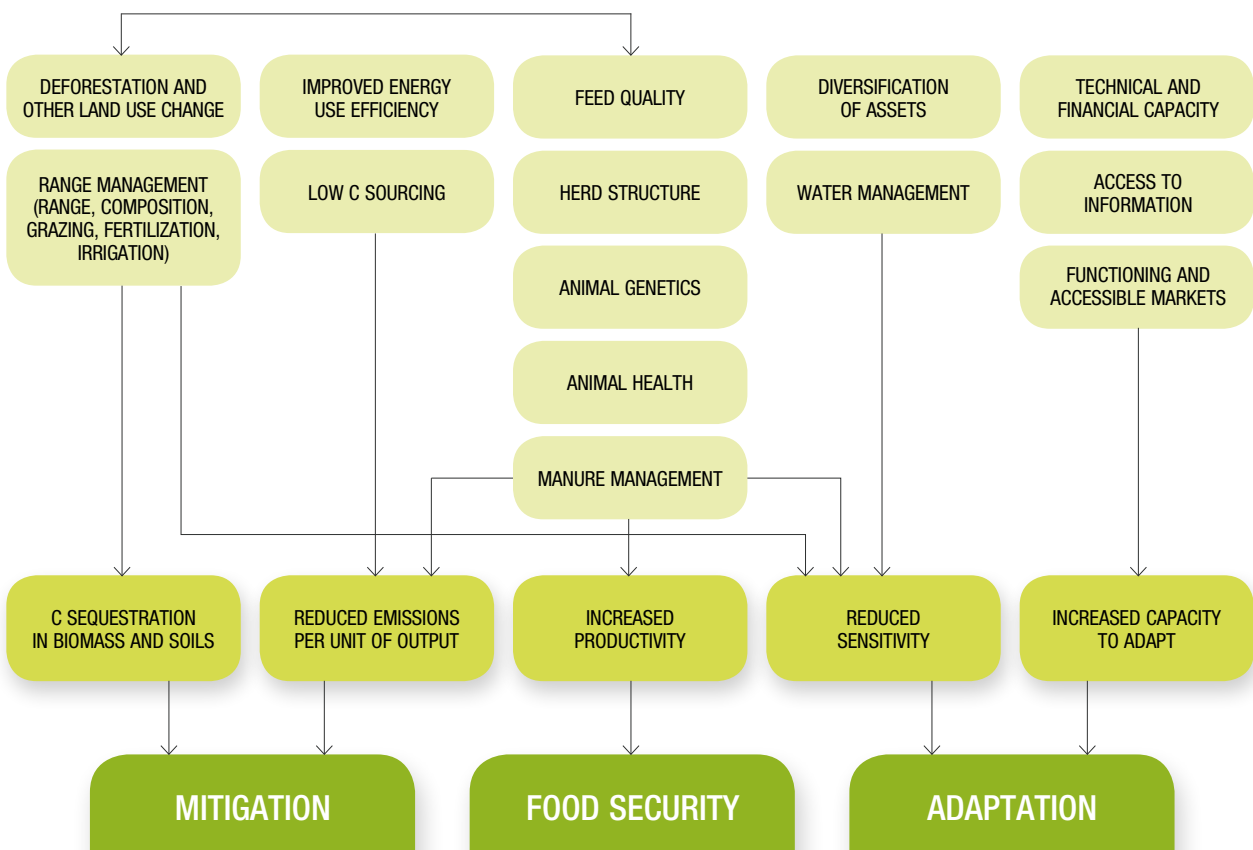 DEFORESTATION AND
OTHER LAND USE CHANGE
IMPROVED ENERGY
USE EFFICIENCY
FEED QUALITY
DIVERSIFICATION
OF ASSETS
TECHNICAL AND
FINANCIAL CAPACITY
RANGE MANAGEMENT
(RANGE, COMPOSITION,
GRAZING, FERTILIZATION,
IRRIGATION)
LOW C SOURCING
HERD STRUCTURE
WATER MANAGEMENT
ACCESS TO
INFORMATION
ANIMAL GENETICS
FUNCTIONING AND
ACCESSIBLE MARKETS
ANIMAL HEALTH
MANURE MANAGEMENT
C SEQUESTRATION
IN BIOMASS AND SOILS
REDUCED EMISSIONS
PER UNIT OF OUTPUT
INCREASED
PRODUCTIVITY
REDUCED
SENSITIVITY
INCREASED CAPACITY
TO ADAPT
MITIGATION
FOOD SECURITY
ADAPTATION